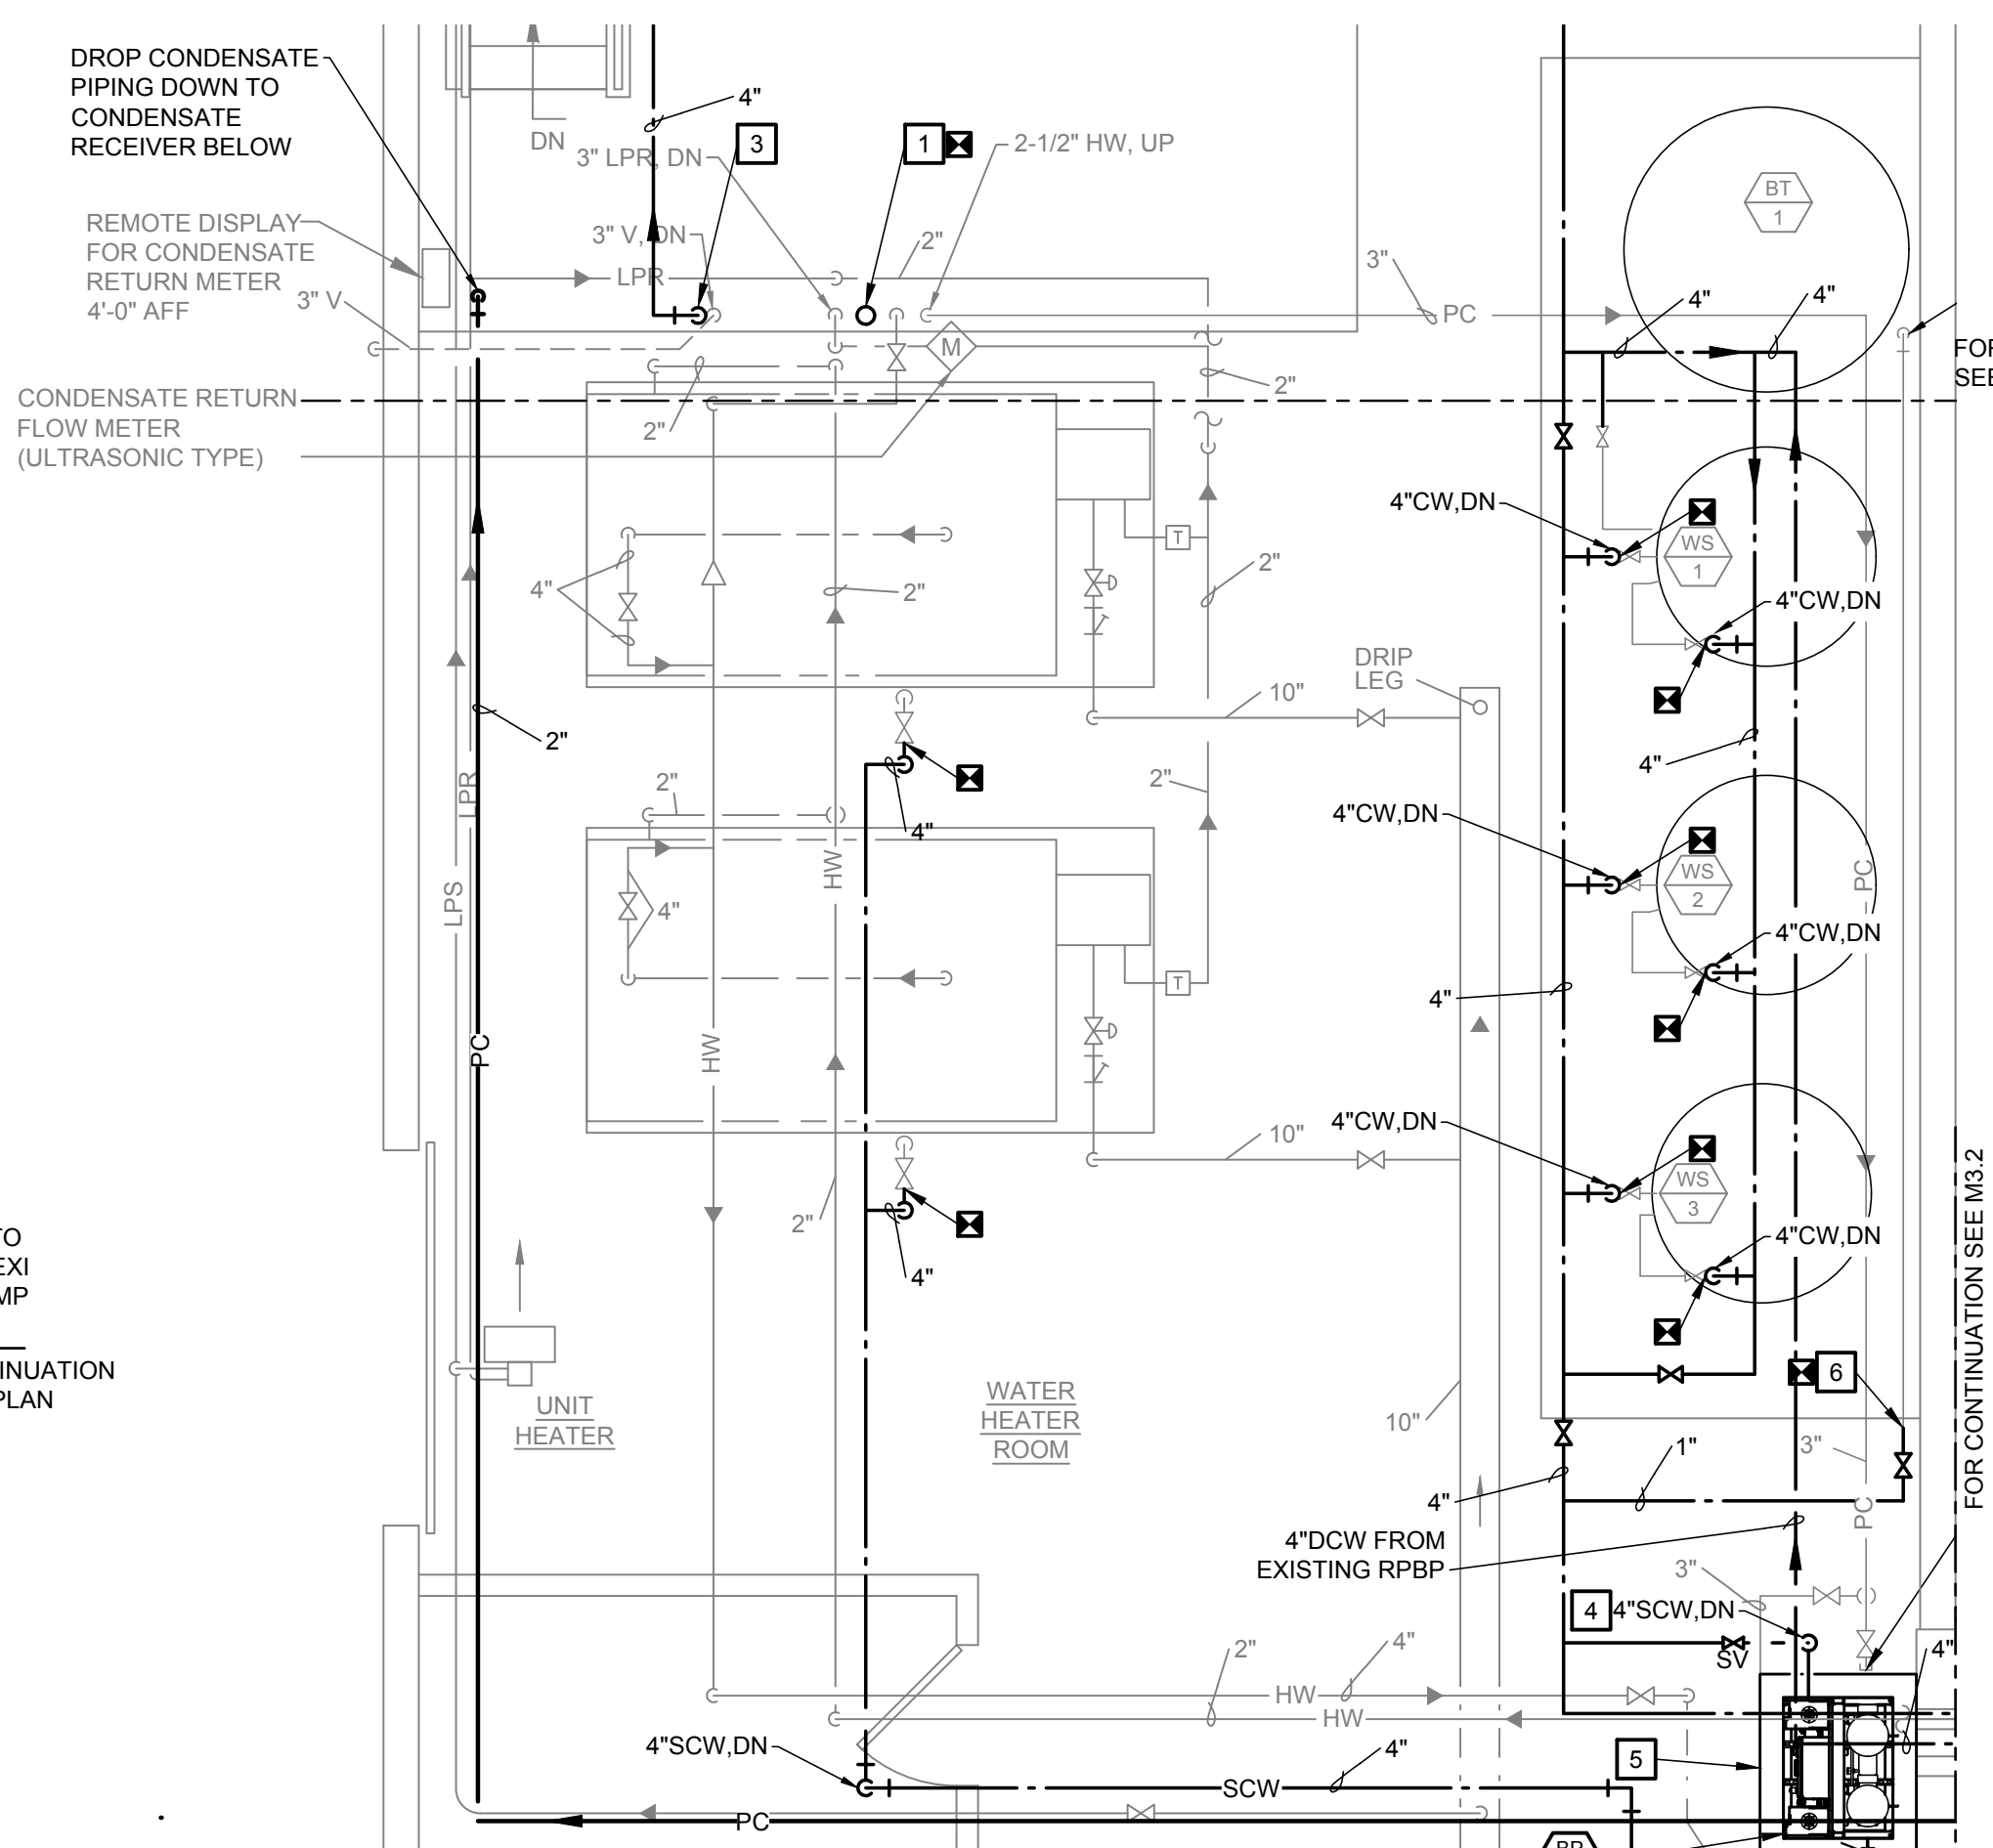 DROP CONDENSATE
PIPING DOWN TO
CONDENSATE
RECEIVER BELOW
DN
4"
3
1
2-1/2" HW, UP
3" LPR, DN
BT
1
REMOTE DISPLAY
FOR CONDENSATE
RETURN METER
4'-0" AFF
3" V
3" V, DN
LPR
2"
3"
PC
4"
4"
M
CONDENSATE RETURN
FLOW METER
(ULTRASONIC TYPE)
2"
2"
FOR
SEE
4"CW,DN
WS
1
4"CW,DN
T
4"
2"
2"
DRIP
LEG
10"
2"
LPR
4"
2"
2"
4"
4"CW,DN
WS
2
4"CW,DN
HW
PC
LPS
4"
T
4"
PC
HW
10"
4"CW,DN
WS
3
4"CW,DN
2"
4"
FOR CONTINUATION SEE M3.2
TO
EXI
MP
INUATION
PLAN
UNIT
HEATER
WATER
HEATER
ROOM
6
10"
1"
3"
4"
PC
4"DCW FROM
EXISTING RPBP
3"
4
4"SCW,DN
SV
2"
4"
4"
HW
HW
4"SCW,DN
4"
5
SCW
PC
BP